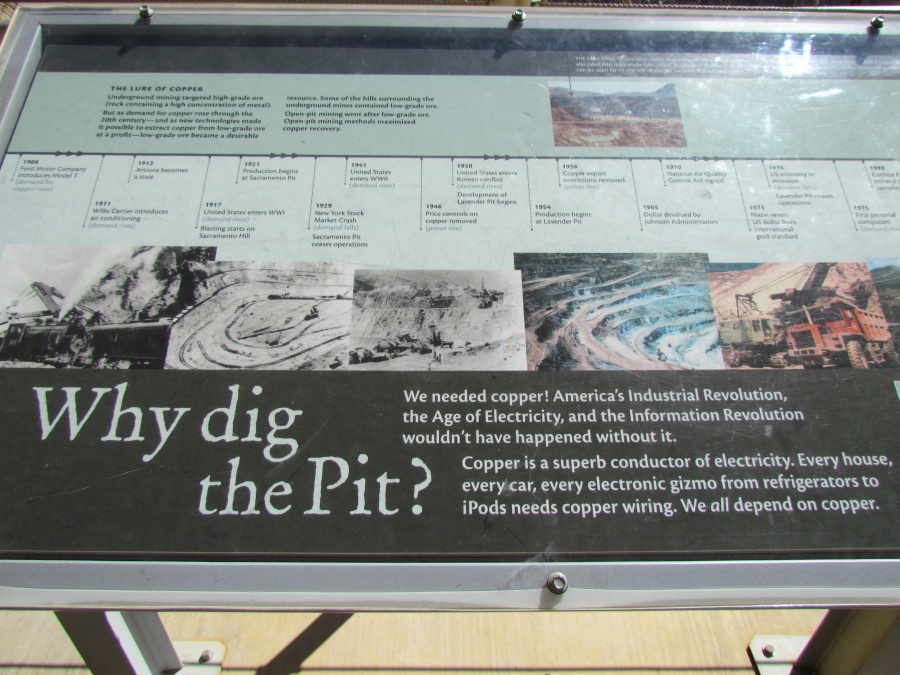 THE LURE OF COPPER
Underground mining targeted high-grade ore
(rock containing a high concentration of metal).
But as demand for copper rose through the
20th century—and as new technologies made
it possible to extract copper from low-grade ore
at a profit—low-grade ore became a desirable
resource. Some of the hills surrounding the
underground mines contained low-grade ore.
Open-pit mining went after low-grade ore.
Open-pit mining methods maximized
copper recovery.
1908
Ford Motor Company
introduces Model T
(demand for
copper rises)
1911
Willis Carrier introduces
air conditioning
(demand rises)
1912
Arizona becomes
a state
1917
United States enters WWI
(demand rises)
Blasting starts on
Sacramento Hill
1921
Production begins
at Sacramento Pit
1929
New York Stock
Market Crash
(demand falls)
Sacramento Pit
ceases operations
1941
United States
enters WWII
(demand rises)
1946
Price controls on
copper removed
(prices rise)
1950
United States enters
Korean conflict
(demand rises)
Development of
Lavender Pit begins
1954
Production begins
at Lavender Pit
1956
Copper export
restrictions removed
(prices rise)
1965
Dollar devalued by
Johnson Administration
1970
National Air Quality
Control Act signed
1971
Nixon severs
US dollar from
international
gold standard
1974
US economy in
recession
(demand falls)
Lavender Pit ceases
operations
1975
First personal
computers
Why dig
the Pit?
We needed copper! America's Industrial Revolution,
the Age of Electricity, and the Information Revolution
wouldn't have happened without it.
Copper is a superb conductor of electricity. Every house,
every car, every electronic gizmo from refrigerators to
iPods needs copper wiring. We all depend on copper.